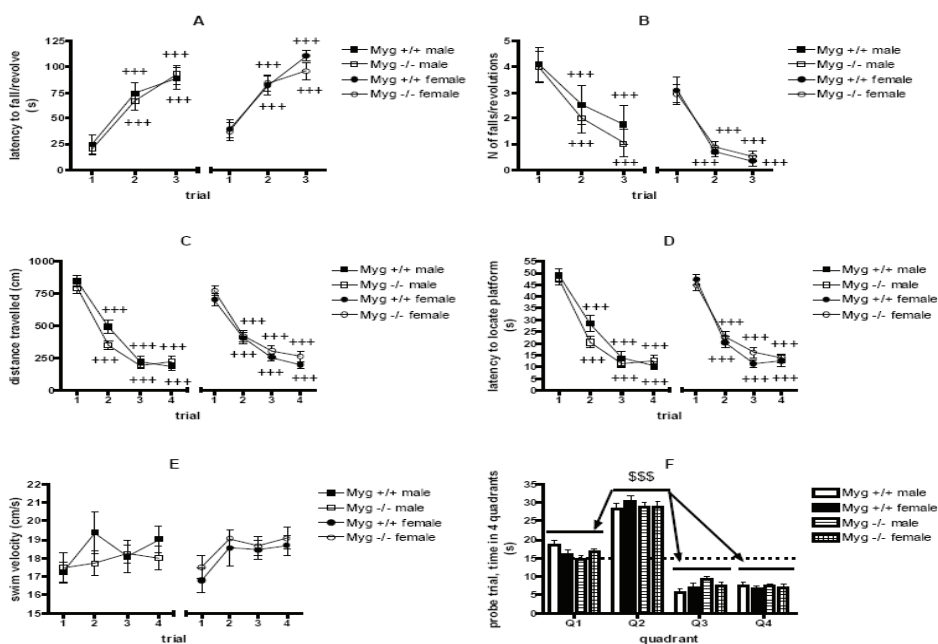 A
latency to fall/revolve
(s)
125
100
75
50
25
0
+++
+++
+++
+++
+++
+++
+++
+++
1 2 3 1 2 3
trial
Myg +/+ male
Myg -/- male
Myg +/+ female
Myg -/- female
B
N of falls/revolutions
5
4
3
2
1
0
+++
+++
+++
+++
+++
+++
+++
+++
1 2 3 1 2 3
trial
Myg +/+ male
Myg -/- male
Myg +/+ female
Myg -/- female
C
distance travelled (cm)
1000
750
500
250
0
+++
+++ +++
+++
+++ +++
+++
+++ +++
+++
+++
+++
1 2 3 4 1 2 3 4
trial
Myg +/+ male
Myg -/- male
Myg +/+ female
Myg -/- female
D
latency to locate platform
(s)
55
50
45
40
35
30
25
20
15
10
5
0
+++
+++ +++
+++
+++ +++
+++
+++ +++
+++
+++ +++
1 2 3 4 1 2 3 4
trial
Myg +/+ male
Myg -/- male
Myg +/+ female
Myg -/- female
E
swim velocity (cm/s)
22
21
20
19
18
17
16
15
1 2 3 4 1 2 3 4
trial
Myg +/+ male
Myg -/- male
Myg +/+ female
Myg -/- female
F
probe trial, time in 4 quadrants
(s)
35
30
25
20
15
10
5
0
$$$
Q1 Q2 Q3 Q4
quadrant
Myg +/+ male
Myg +/+ female
Myg -/- male
Myg -/- female